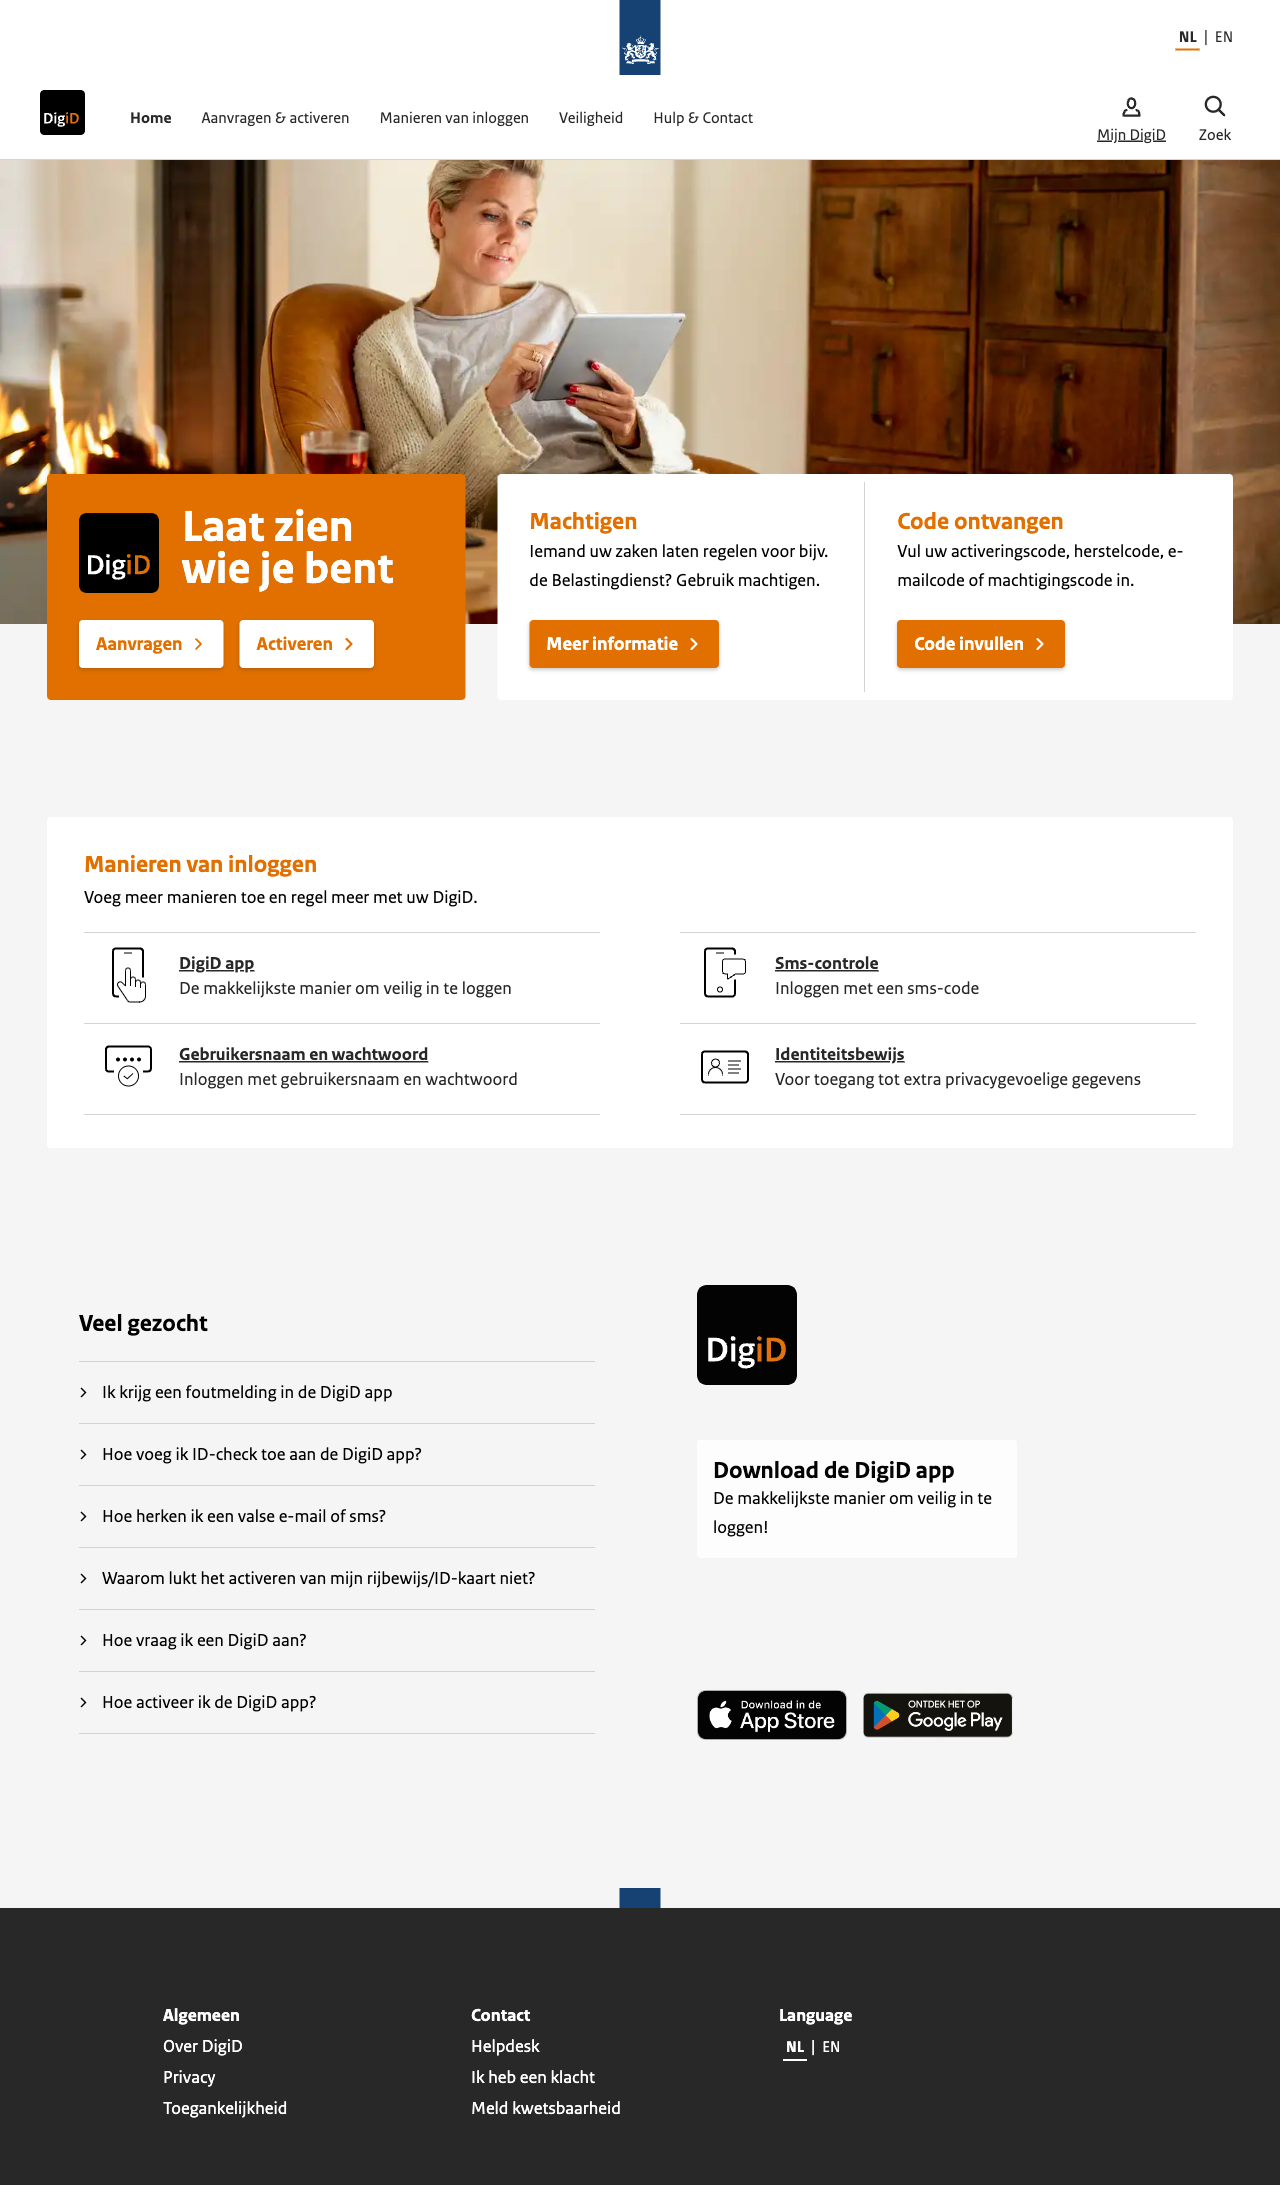 NL | EN
DigiD
Home
Aanvragen & activeren
Manieren van inloggen
Veiligheid
Hulp & Contact
Mijn DigiD
Zoek
DigiD
Laat zien
wie je bent
Aanvragen
Activeren
Machtigen
Iemand uw zaken laten regelen voor bijv.
de Belastingdienst? Gebruik machtigen.
Meer informatie
Code ontvangen
Vul uw activeringscode, herstelcode, e-
mailcode of machtigingscode in.
Code invullen
Manieren van inloggen
Voeg meer manieren toe en regel meer met uw DigiD.
DigiD app
De makkelijkste manier om veilig in te loggen
Sms-controle
Inloggen met een sms-code
Gebruikersnaam en wachtwoord
Inloggen met gebruikersnaam en wachtwoord
Identiteitsbewijs
Voor toegang tot extra privacygevoelige gegevens
Veel gezocht
Ik krijg een foutmelding in de DigiD app
Hoe voeg ik ID-check toe aan de DigiD app?
Hoe herken ik een valse e-mail of sms?
Waarom lukt het activeren van mijn rijbewijs/ID-kaart niet?
Hoe vraag ik een DigiD aan?
Hoe activeer ik de DigiD app?
DigiD
Download de DigiD app
De makkelijkste manier om veilig in te
loggen!
Download in de
App Store
ONTDEK HET OP
Google Play
Algemeen
Over DigiD
Privacy
Toegankelijkheid
Contact
Helpdesk
Ik heb een klacht
Meld kwetsbaarheid
Language
NL | EN